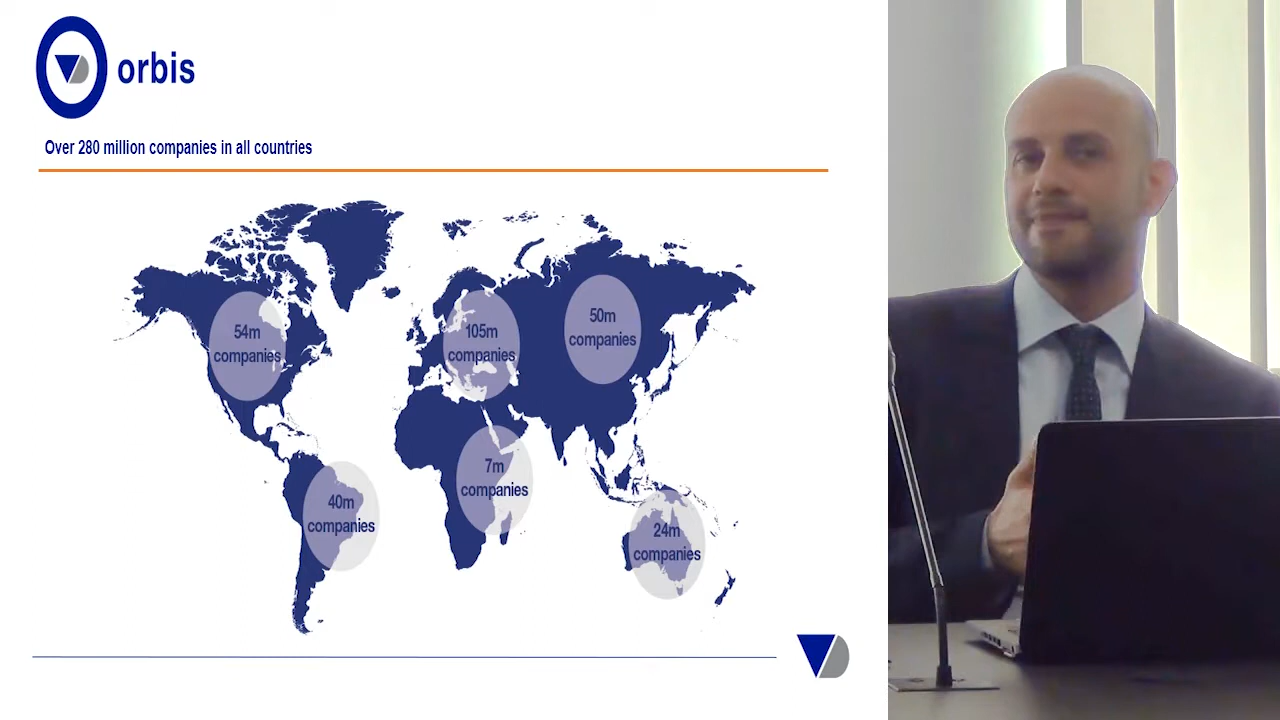 orbis
Over 280 million companies in all countries
54m
companies
105m
companies
50m
companies
7m
companies
40m
companies
24m
companies